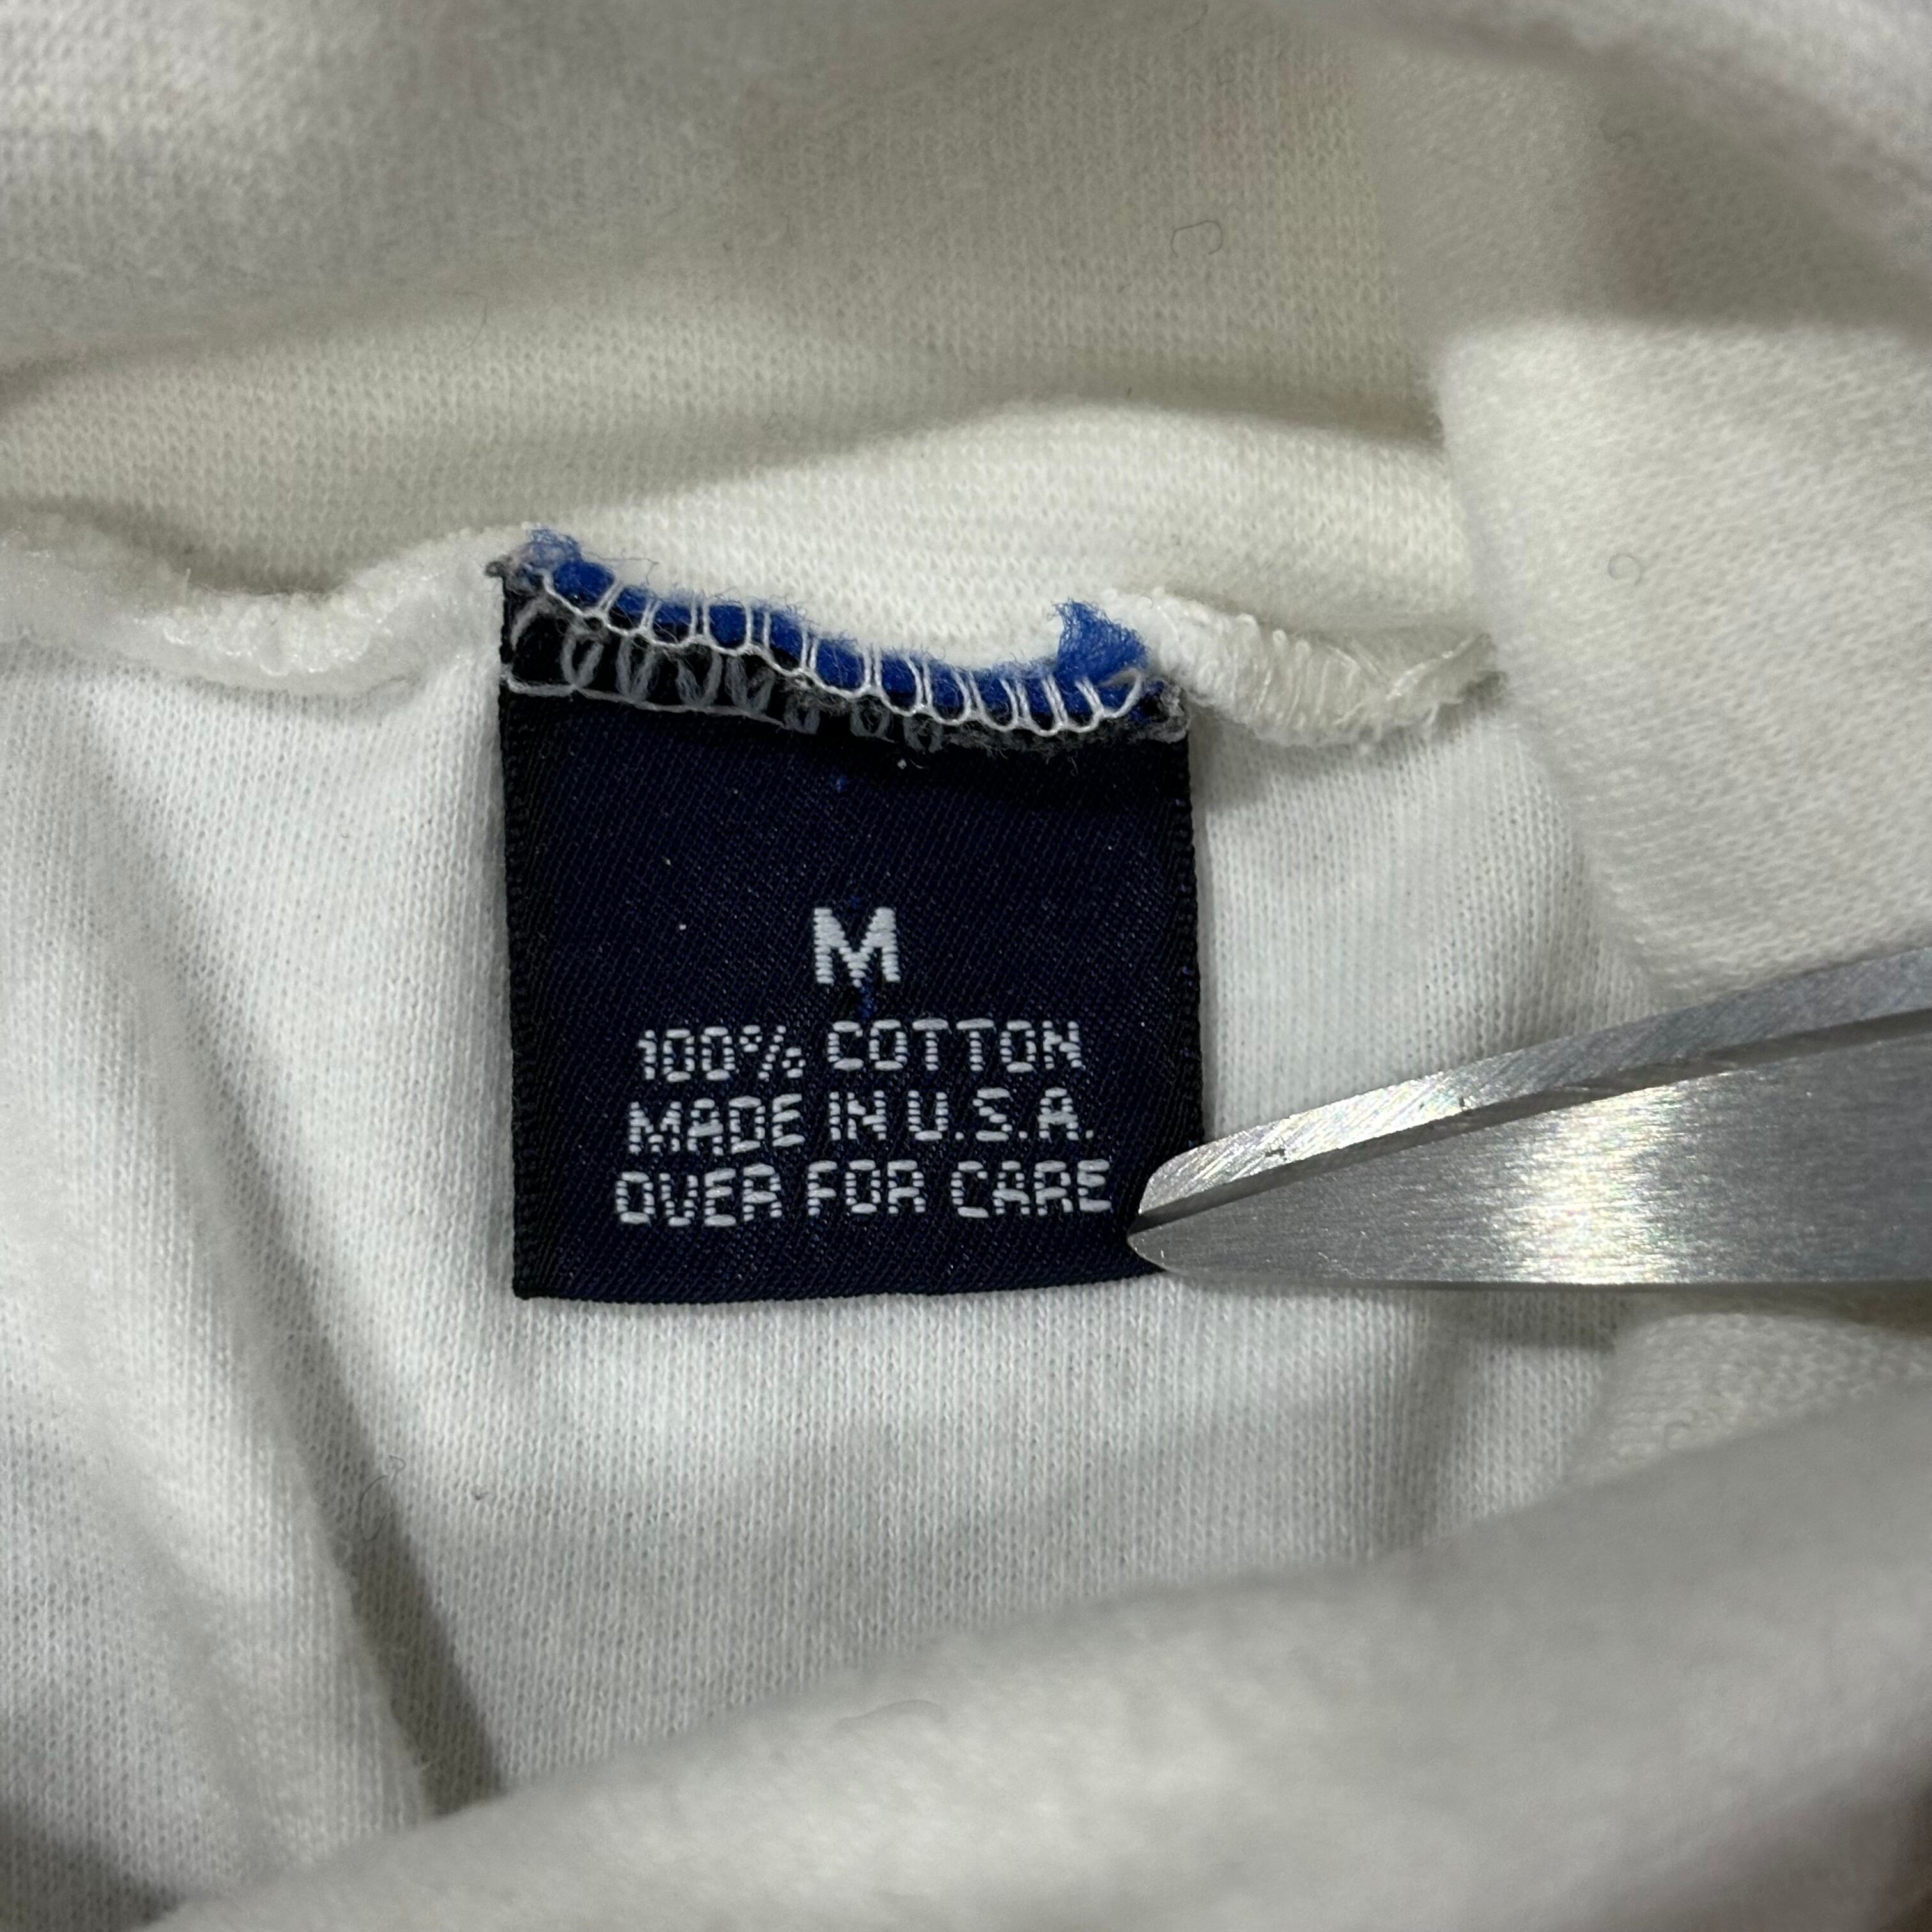 M
100% COTTON
MADE IN U.S.A.
OVER FOR CARE